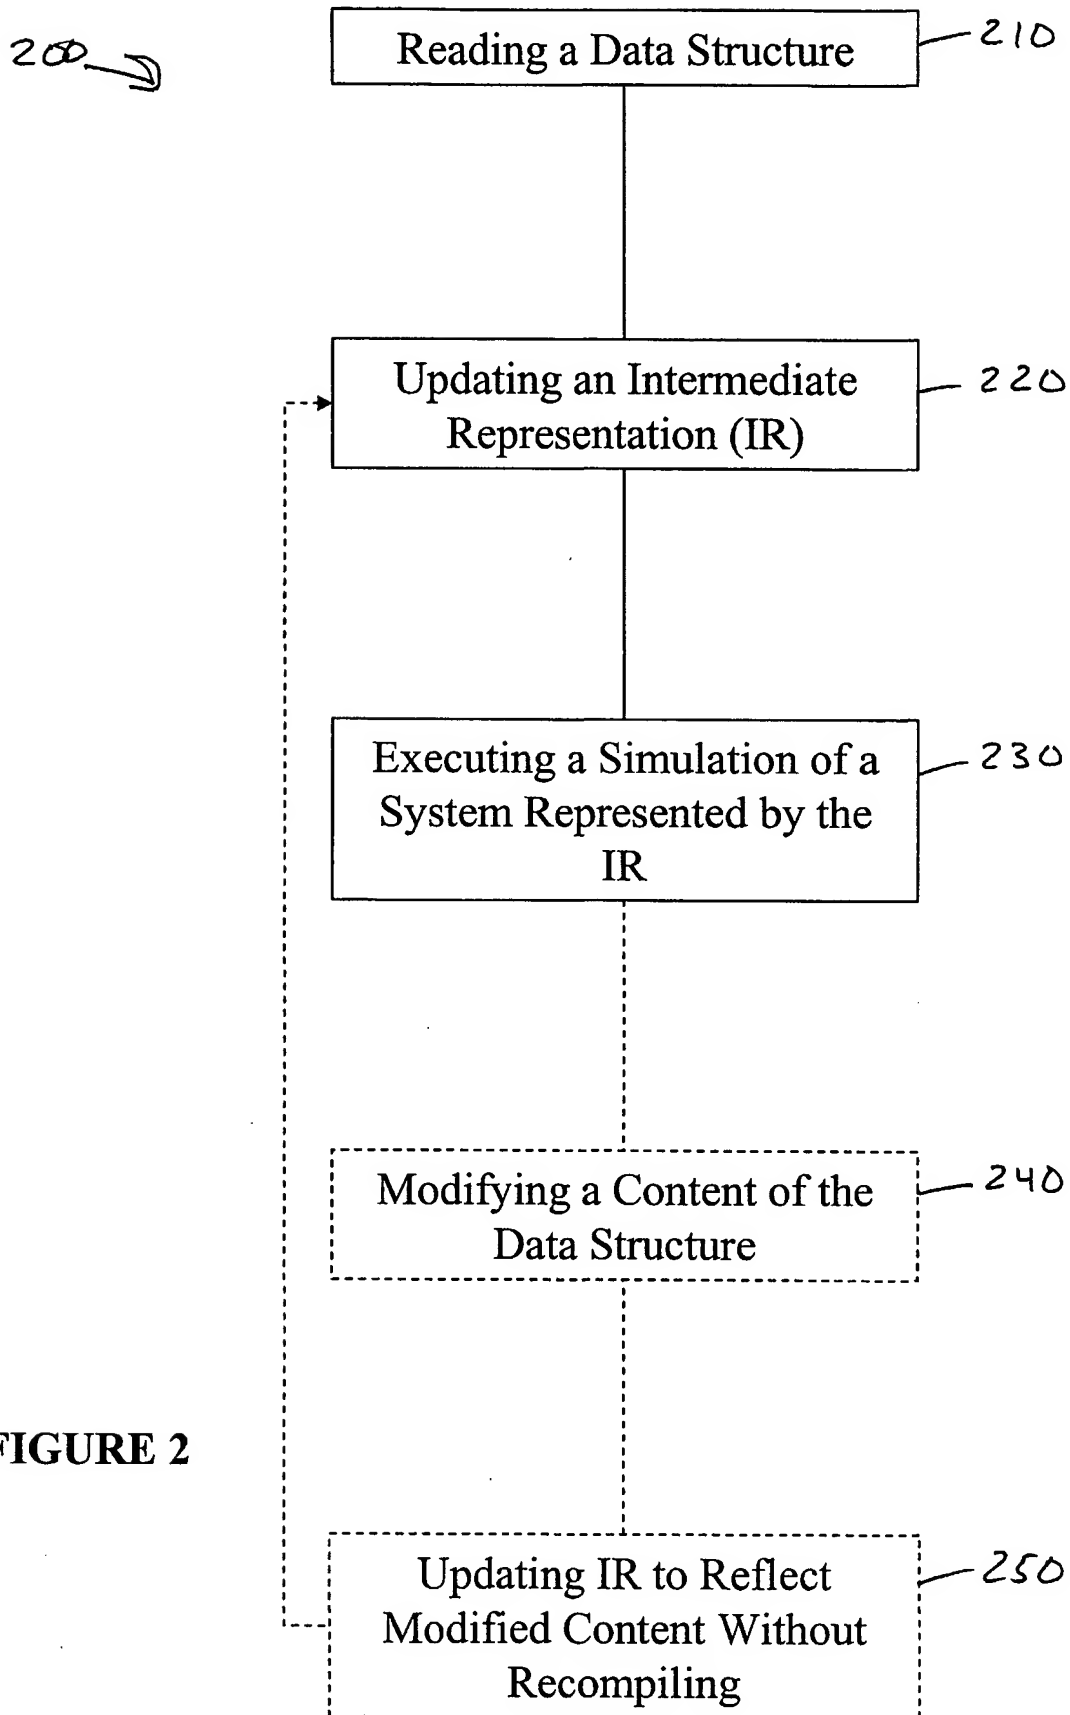 200
Reading a Data Structure
210
Updating an Intermediate
Representation (IR)
220
Executing a Simulation of a
System Represented by the
IR
230
Modifying a Content of the
Data Structure
240
FIGURE 2
Updating IR to Reflect
Modified Content Without
Recompiling
250